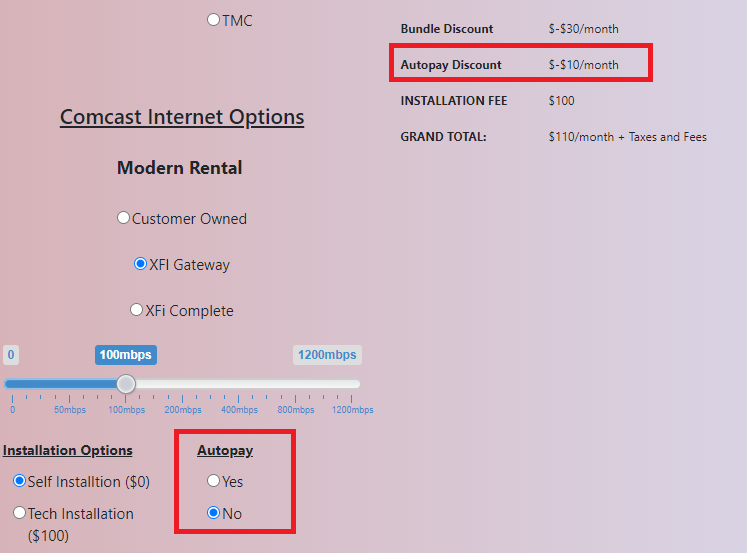 TMC
Bundle Discount $-$30/month
Autopay Discount $-$10/month
INSTALLATION FEE $100
GRAND TOTAL: $110/month + Taxes and Fees
Comcast Internet Options
Modern Rental
Customer Owned
XFI Gateway
XFi Complete
0 100mbps 1200mbps
0 50mbps 100mbps 200mbps 400mbps 800mbps 1200mbps
Installation Options
Self Installtion ($0)
Tech Installation
($100)
Autopay
Yes
No